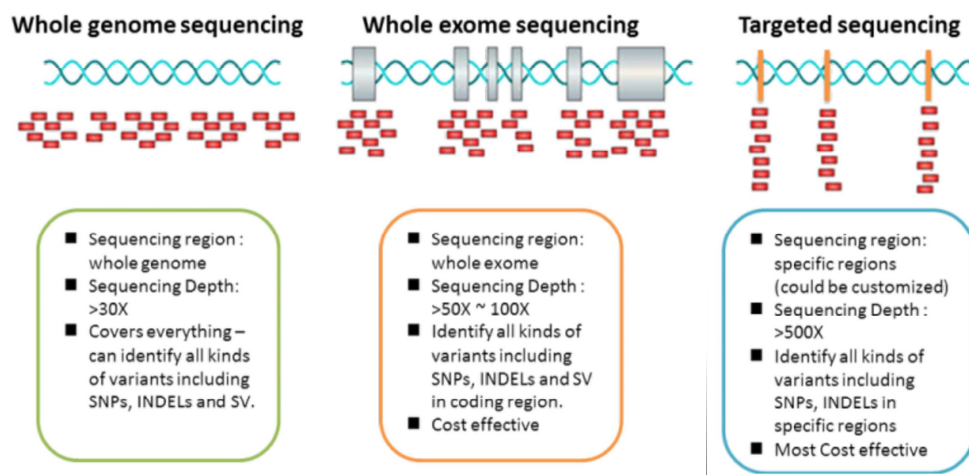 Whole genome sequencing
Whole exome sequencing
Targeted sequencing
■ Sequencing region :
whole genome
■ Sequencing Depth:
>30X
■ Covers everything –
can identify all kinds
of variants including
SNPs, INDELs and SV.
■ Sequencing region:
whole exome
■ Sequencing Depth :
>50X ~ 100X
■ Identify all kinds of
variants including
SNPs, INDELs and SV
in coding region.
■ Cost effective
■ Sequencing region:
specific regions
(could be customized)
■ Sequencing Depth :
>500X
■ Identify all kinds of
variants including
SNPs, INDELs in
specific regions
■ Most Cost effective